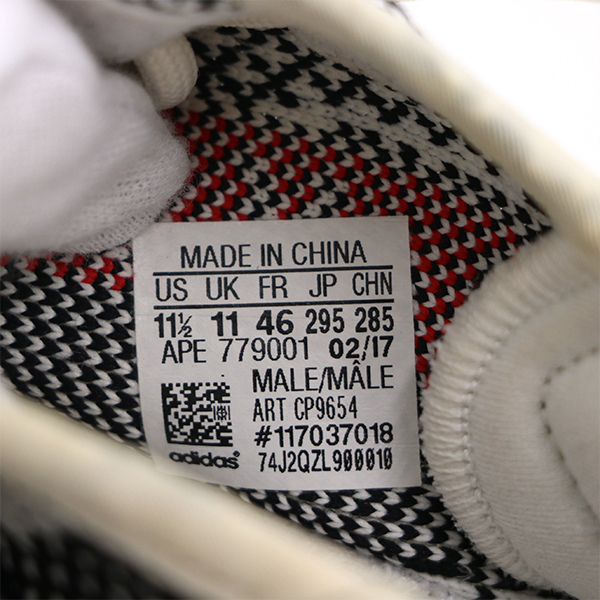 MADE IN CHINA
US UK FR JP CHN
11½ 11 46 295 285
APE 779001 02/17
MALE/MÂLE
ART CP9654
#117037018
adidas® 74J2QZL900010